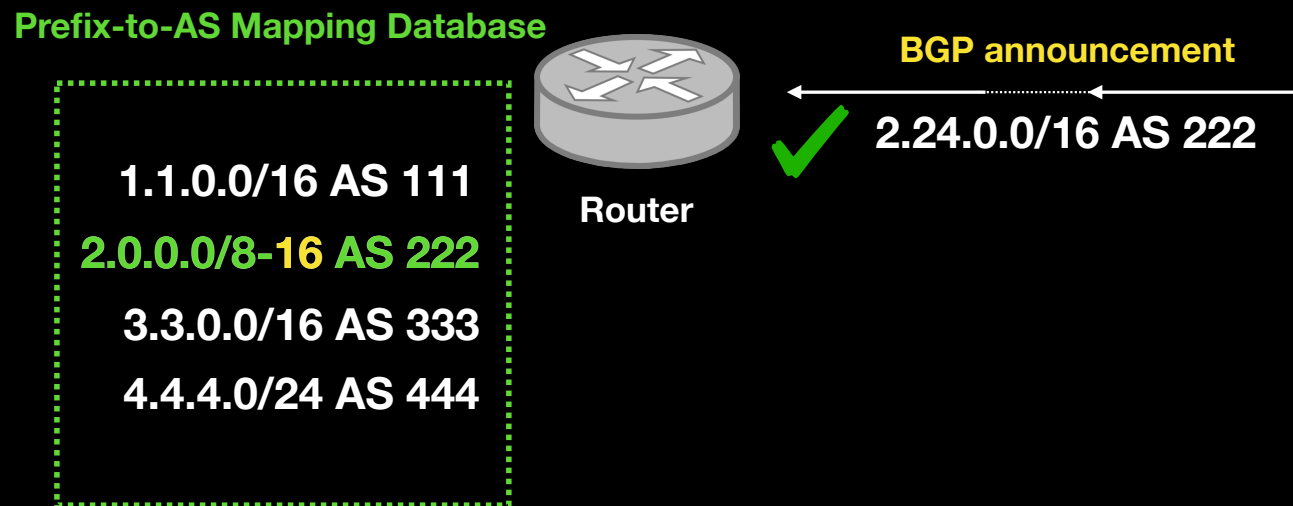 Prefix-to-AS Mapping Database
1.1.0.0/16 AS 111
2.0.0.0/8-16 AS 222
3.3.0.0/16 AS 333
4.4.4.0/24 AS 444
Router
BGP announcement
2.24.0.0/16 AS 222